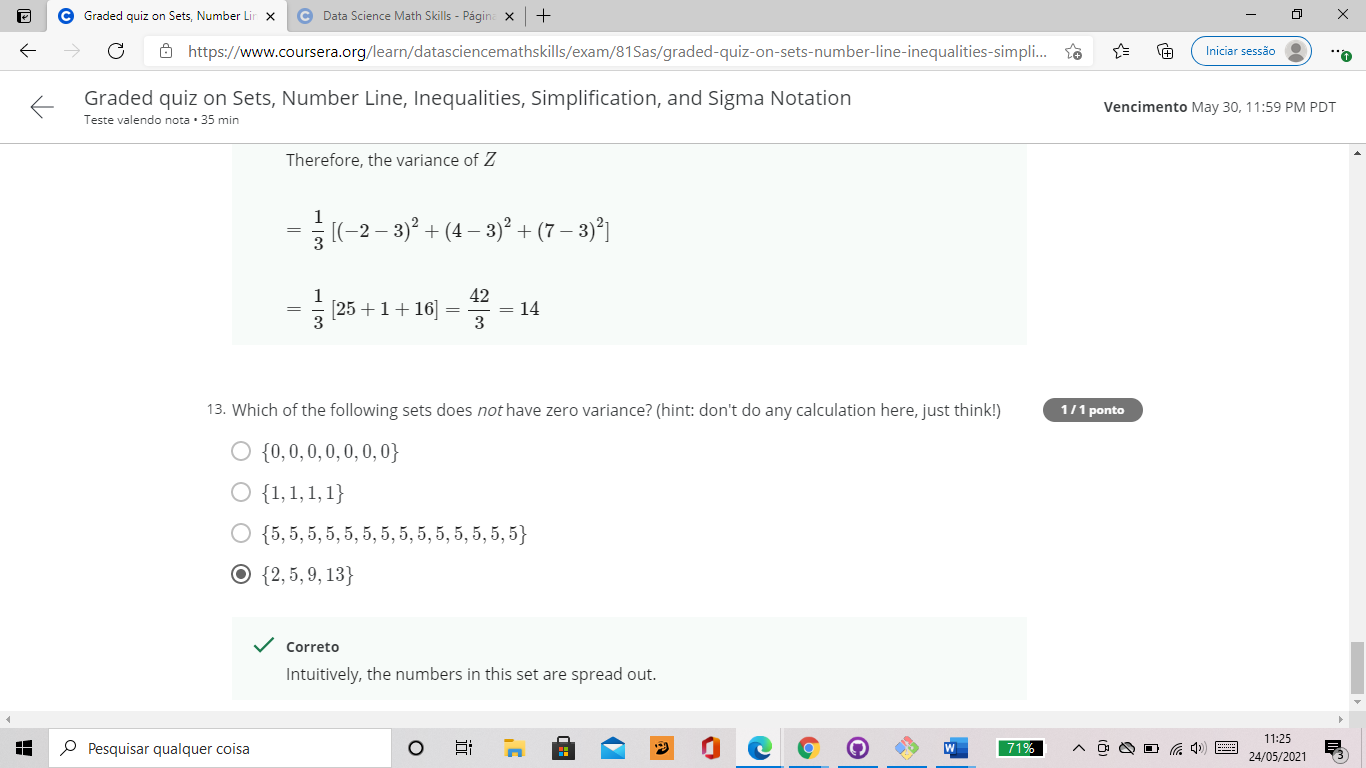 Graded quiz on Sets, Number Lin
Data Science Math Skills - Págin
https://www.coursera.org/learn/datasciencemathskills/exam/81Sas/graded-quiz-on-sets-number-line-inequalities-simpli...
Iniciar sessão
Graded quiz on Sets, Number Line, Inequalities, Simplification, and Sigma Notation
Teste valendo nota • 35 min
Vencimento May 30, 11:59 PM PDT
Therefore, the variance of Z
= 1/3 [(−2 − 3)² + (4 − 3)² + (7 − 3)²]
= 1/3 [25 + 1 + 16] = 42/3 = 14
13. Which of the following sets does not have zero variance? (hint: don't do any calculation here, just think!)
1 / 1 ponto
{0, 0, 0, 0, 0, 0, 0}
{1, 1, 1, 1}
{5, 5, 5, 5, 5, 5, 5, 5, 5, 5, 5, 5, 5, 5}
{2, 5, 9, 13}
Correto
Intuitively, the numbers in this set are spread out.
Pesquisar qualquer coisa
71%
11:25
24/05/2021
3